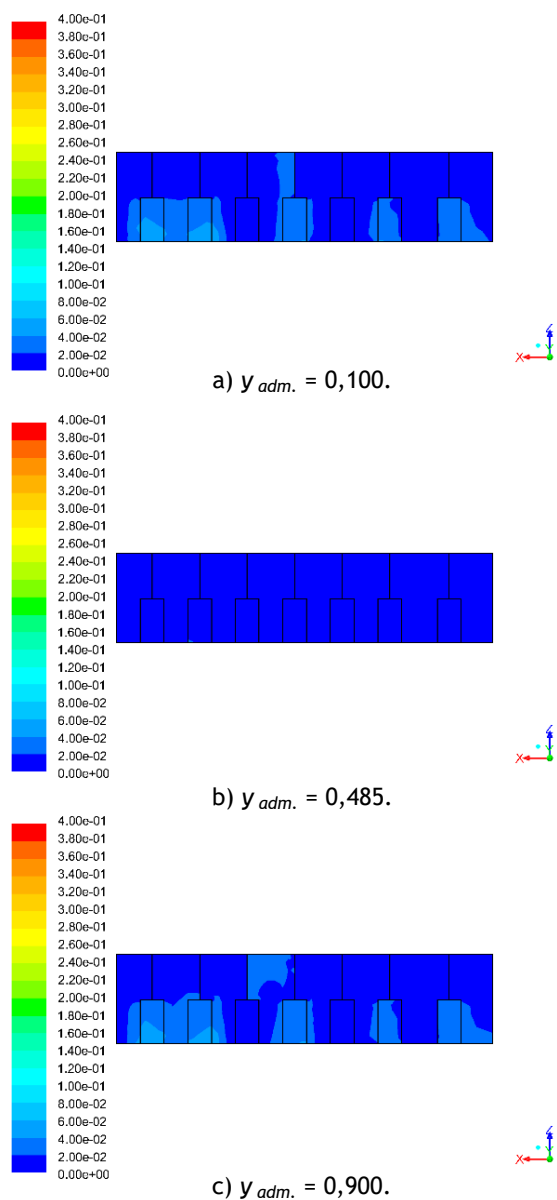 4.00e-01
3.80e-01
3.60e-01
3.40e-01
3.20e-01
3.00e-01
2.80e-01
2.60e-01
2.40e-01
2.20e-01
2.00e-01
1.80e-01
1.60e-01
1.40e-01
1.20e-01
1.00e-01
8.00e-02
6.00e-02
4.00e-02
2.00e-02
0.00e+00
Z
Y
X
a) y adm. = 0,100.
4.00e-01
3.80e-01
3.60e-01
3.40e-01
3.20e-01
3.00e-01
2.80e-01
2.60e-01
2.40e-01
2.20e-01
2.00e-01
1.80e-01
1.60e-01
1.40e-01
1.20e-01
1.00e-01
8.00e-02
6.00e-02
4.00e-02
2.00e-02
0.00e+00
Z
Y
X
b) y adm. = 0,485.
4.00e-01
3.80e-01
3.60e-01
3.40e-01
3.20e-01
3.00e-01
2.80e-01
2.60e-01
2.40e-01
2.20e-01
2.00e-01
1.80e-01
1.60e-01
1.40e-01
1.20e-01
1.00e-01
8.00e-02
6.00e-02
4.00e-02
2.00e-02
0.00e+00
Z
Y
X
c) y adm. = 0,900.